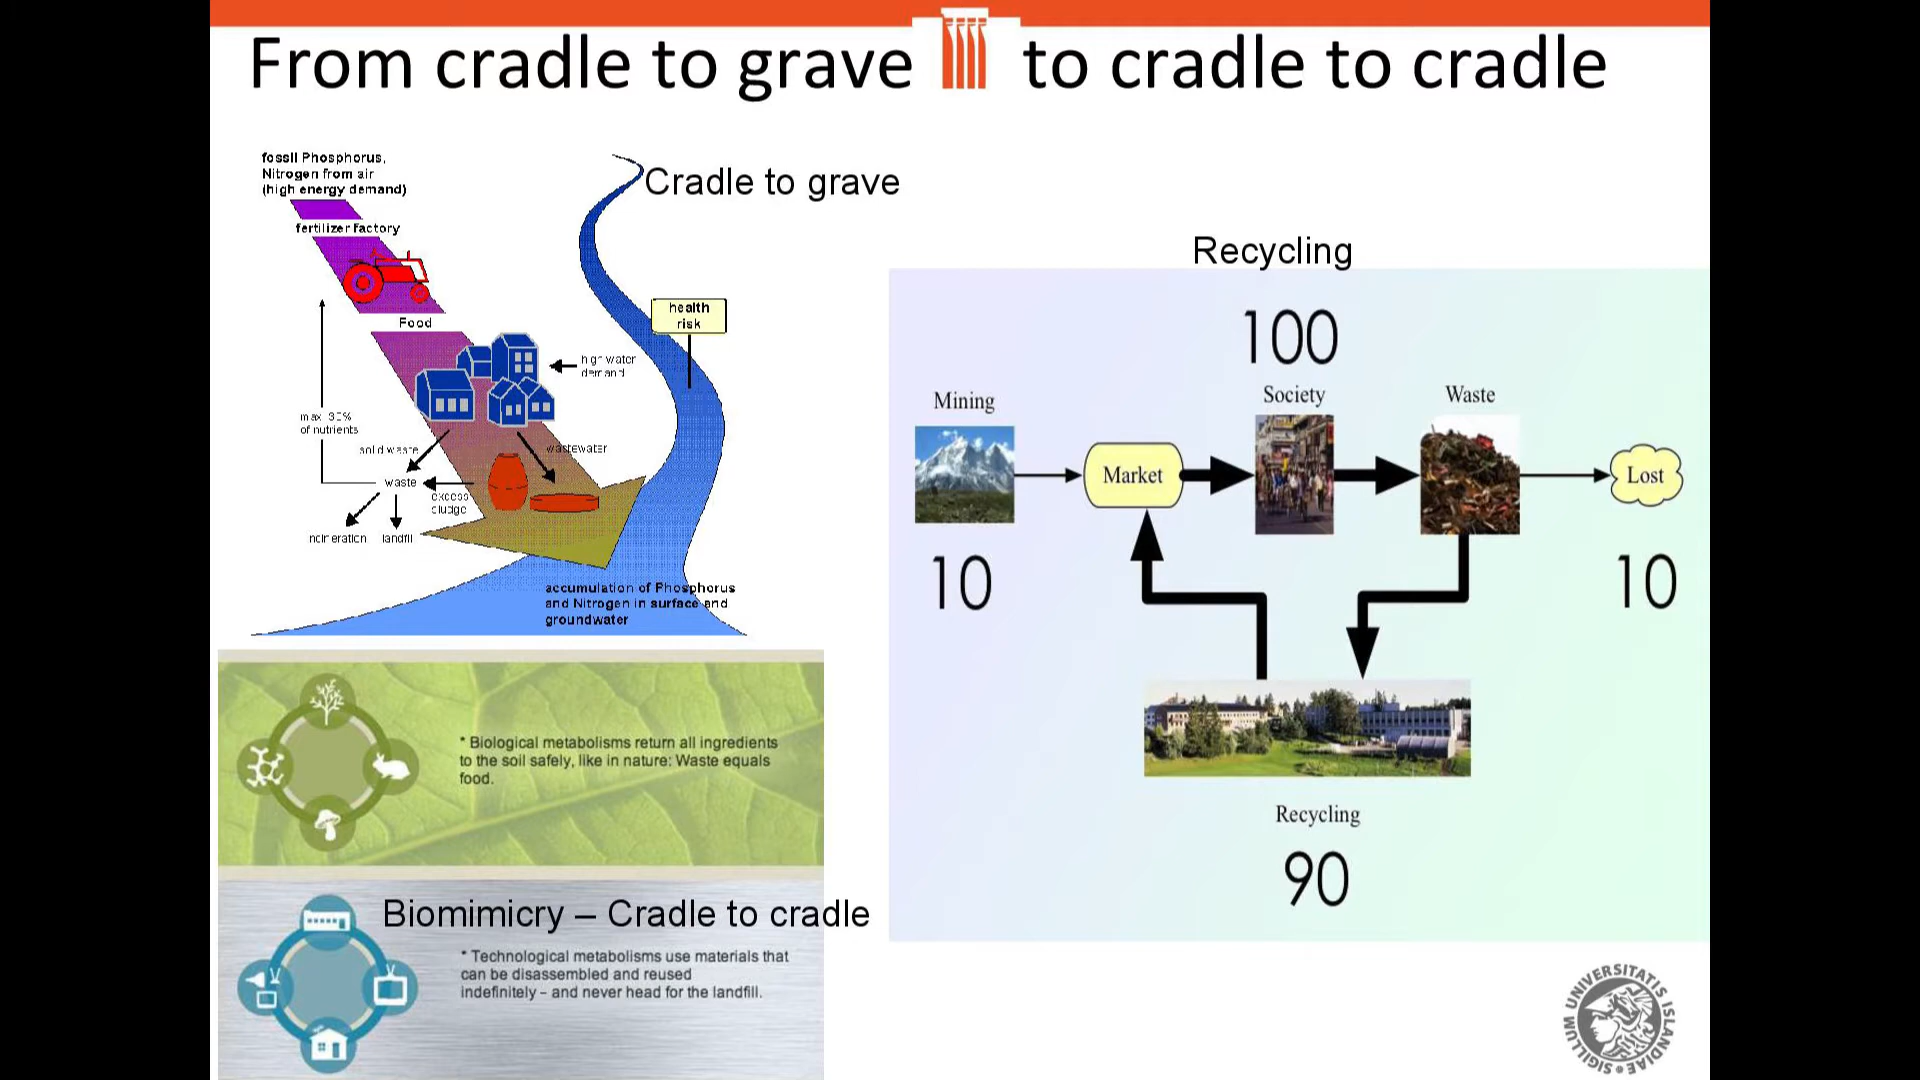 From cradle to grave to cradle to cradle
fossil Phosphorus,
Nitrogen from air
(high energy demand)
fertilizer factory
Food
high water
demand
health
risk
Cradle to grave
max 30%
of nutrients
solid waste
wastewater
waste
excess
sludge
incineration
landfill
accumulation of Phosphorus
and Nitrogen in surface and
groundwater
* Biological metabolisms return all ingredients
to the soil safely, like in nature: Waste equals
food.
Biomimicry – Cradle to cradle
* Technological metabolisms use materials that
can be disassembled and reused
indefinitely – and never head for the landfill.
Recycling
100
Mining
Society
Waste
Market
Lost
10
10
Recycling
90
SIGILLUM UNIVERSITATIS ISLANDIAE